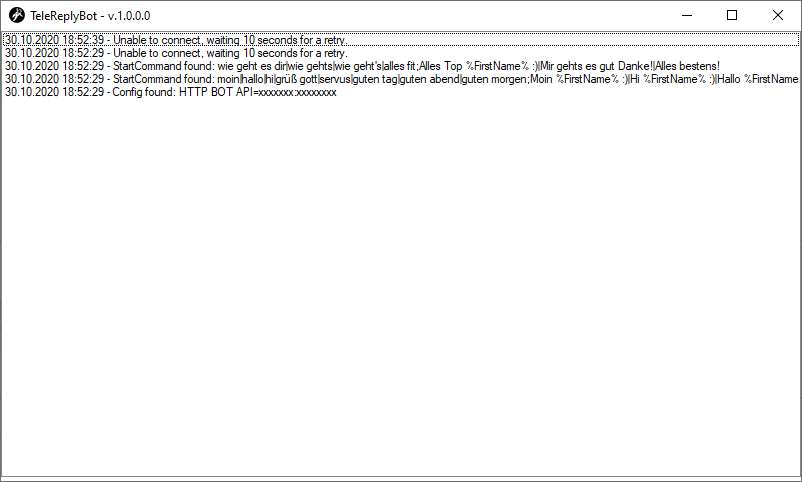 TeleReplyBot - v.1.0.0.0
30.10.2020 18:52:39 - Unable to connect, waiting 10 seconds for a retry.
30.10.2020 18:52:29 - Unable to connect, waiting 10 seconds for a retry.
30.10.2020 18:52:29 - StartCommand found: wie geht es dir|wie gehts|wie geht's|alles fit;Alles Top %FirstName% :)|Mir gehts es gut Danke!|Alles bestens!
30.10.2020 18:52:29 - StartCommand found: moin|hallo|hi|grüß gott|servus|guten tag|guten abend|guten morgen;Moin %FirstName% :)|Hi %FirstName% :)|Hallo %FirstName
30.10.2020 18:52:29 - Config found: HTTP BOT API=xxxxxxx:xxxxxxxx